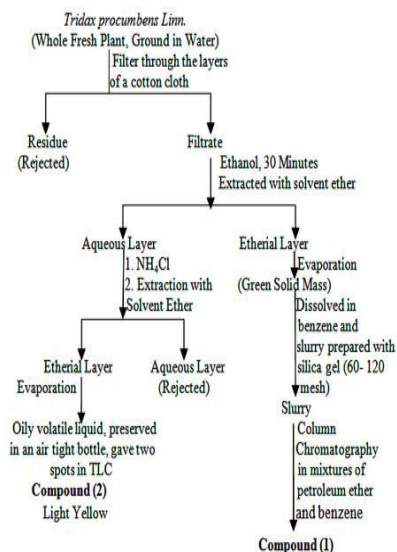 Tridax procumbens Linn.
(Whole Fresh Plant, Ground in Water)
Filter through the layers
of a cotton cloth
Residue
(Rejected)
Filtrate
Ethanol, 30 Minutes
Extracted with solvent ether
Aqueous Layer
1. NH₄Cl
2. Extraction with
Solvent Ether
Etherial Layer
Evaporation
(Green Solid Mass)
Dissolved in
benzene and
slurry prepared with
silica gel (60- 120
mesh)
Etherial Layer
Evaporation
Aqueous Layer
(Rejected)
Oily volatile liquid, preserved
in an air tight bottle, gave two
spots in TLC
Compound (2)
Light Yellow
Slurry
Column
Chromatography
in mixtures of
petroleum ether
and benzene
Compound (1)